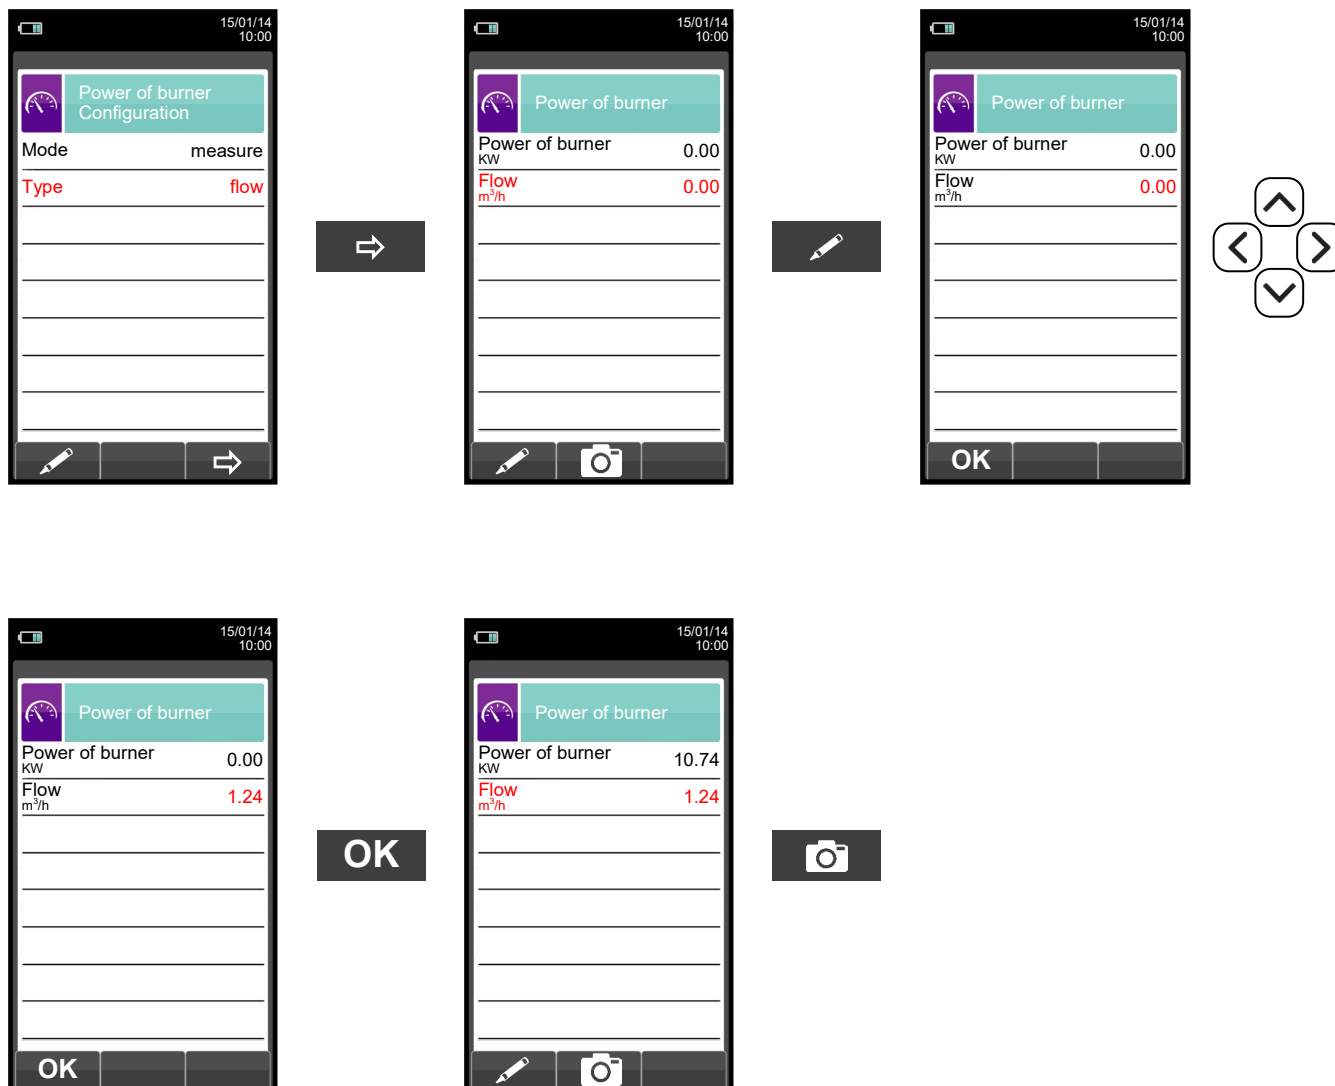 15/01/14
10:00
Power of burner
Configuration
Mode measure
Type flow
15/01/14
10:00
Power of burner
Power of burner 0.00
KW
Flow 0.00
m³/h
15/01/14
10:00
Power of burner
Power of burner 0.00
KW
Flow 0.00
m³/h
OK
15/01/14
10:00
Power of burner
Power of burner 0.00
KW
Flow 1.24
m³/h
OK
OK
15/01/14
10:00
Power of burner
Power of burner 10.74
KW
Flow 1.24
m³/h